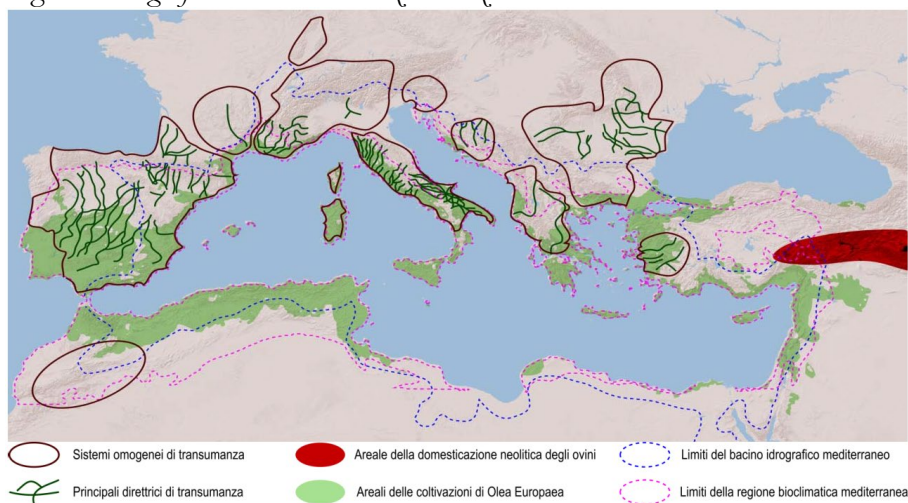 Sistemi omogenei di transumanza
Areale della domesticazione neolitica degli ovini
Limiti del bacino idrografico mediterraneo
Principali direttrici di transumanza
Areali delle coltivazioni di Olea Europaea
Limiti della regione bioclimatica mediterranea